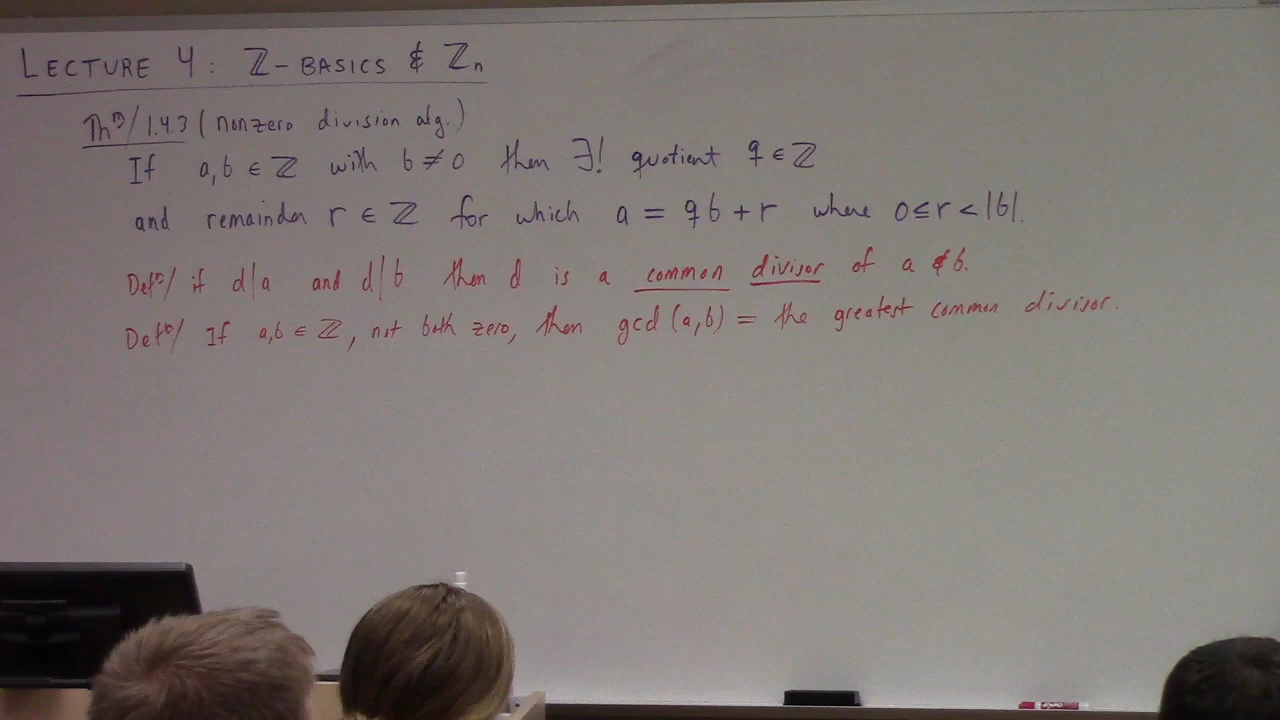 LECTURE 4: ℤ-BASICS & ℤn
Thm/ 1.4.3 (nonzero division alg.)
If a,b ∈ ℤ with b ≠ 0 then ∃! quotient q ∈ ℤ
and remainder r ∈ ℤ for which a = qb + r where 0 ≤ r < |b|.
Defn/ if d|a and d|b then d is a common divisor of a & b.
Defn/ If a,b ∈ ℤ, not both zero, then gcd(a,b) = the greatest common divisor.